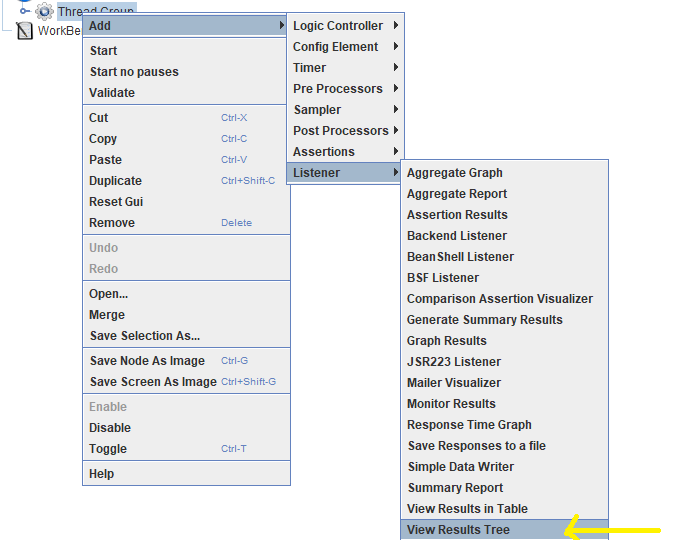 Thread Group
WorkBe
Add
Start
Start no pauses
Validate
Cut Ctrl-X
Copy Ctrl-C
Paste Ctrl-V
Duplicate Ctrl+Shift-C
Reset Gui
Remove Delete
Undo
Redo
Open...
Merge
Save Selection As...
Save Node As Image Ctrl-G
Save Screen As Image Ctrl+Shift-G
Enable
Disable
Toggle Ctrl-T
Help
Logic Controller
Config Element
Timer
Pre Processors
Sampler
Post Processors
Assertions
Listener
Aggregate Graph
Aggregate Report
Assertion Results
Backend Listener
BeanShell Listener
BSF Listener
Comparison Assertion Visualizer
Generate Summary Results
Graph Results
JSR223 Listener
Mailer Visualizer
Monitor Results
Response Time Graph
Save Responses to a file
Simple Data Writer
Summary Report
View Results in Table
View Results Tree